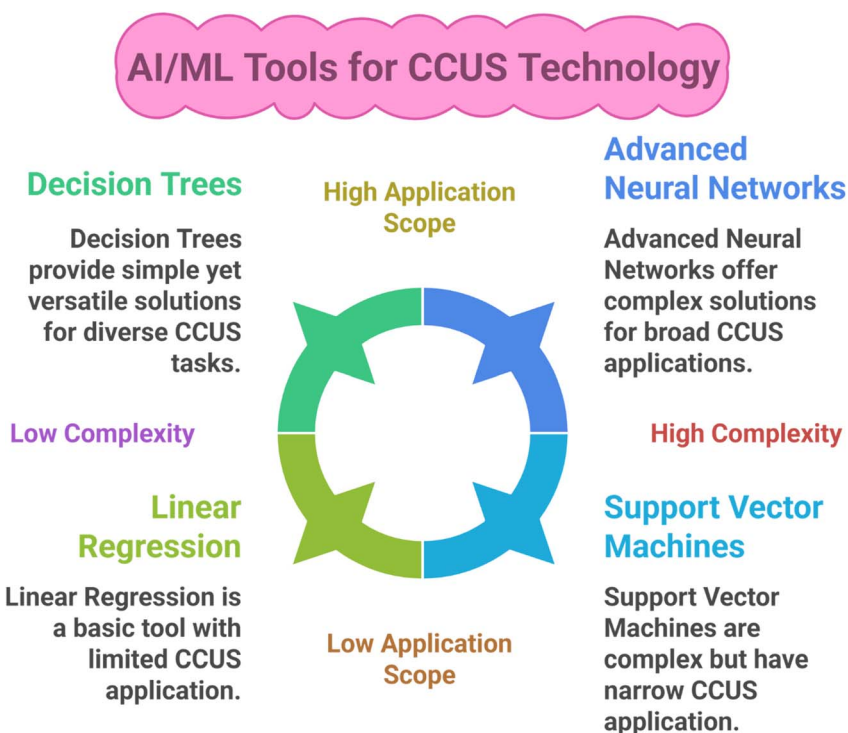 AI/ML Tools for CCUS Technology
Decision Trees
Decision Trees
provide simple yet
versatile solutions
for diverse CCUS
tasks.
High Application
Scope
Advanced
Neural Networks
Advanced Neural
Networks offer
complex solutions
for broad CCUS
applications.
Low Complexity
High Complexity
Linear
Regression
Linear Regression is
a basic tool with
limited CCUS
application.
Low Application
Scope
Support Vector
Machines
Support Vector
Machines are
complex but have
narrow CCUS
application.